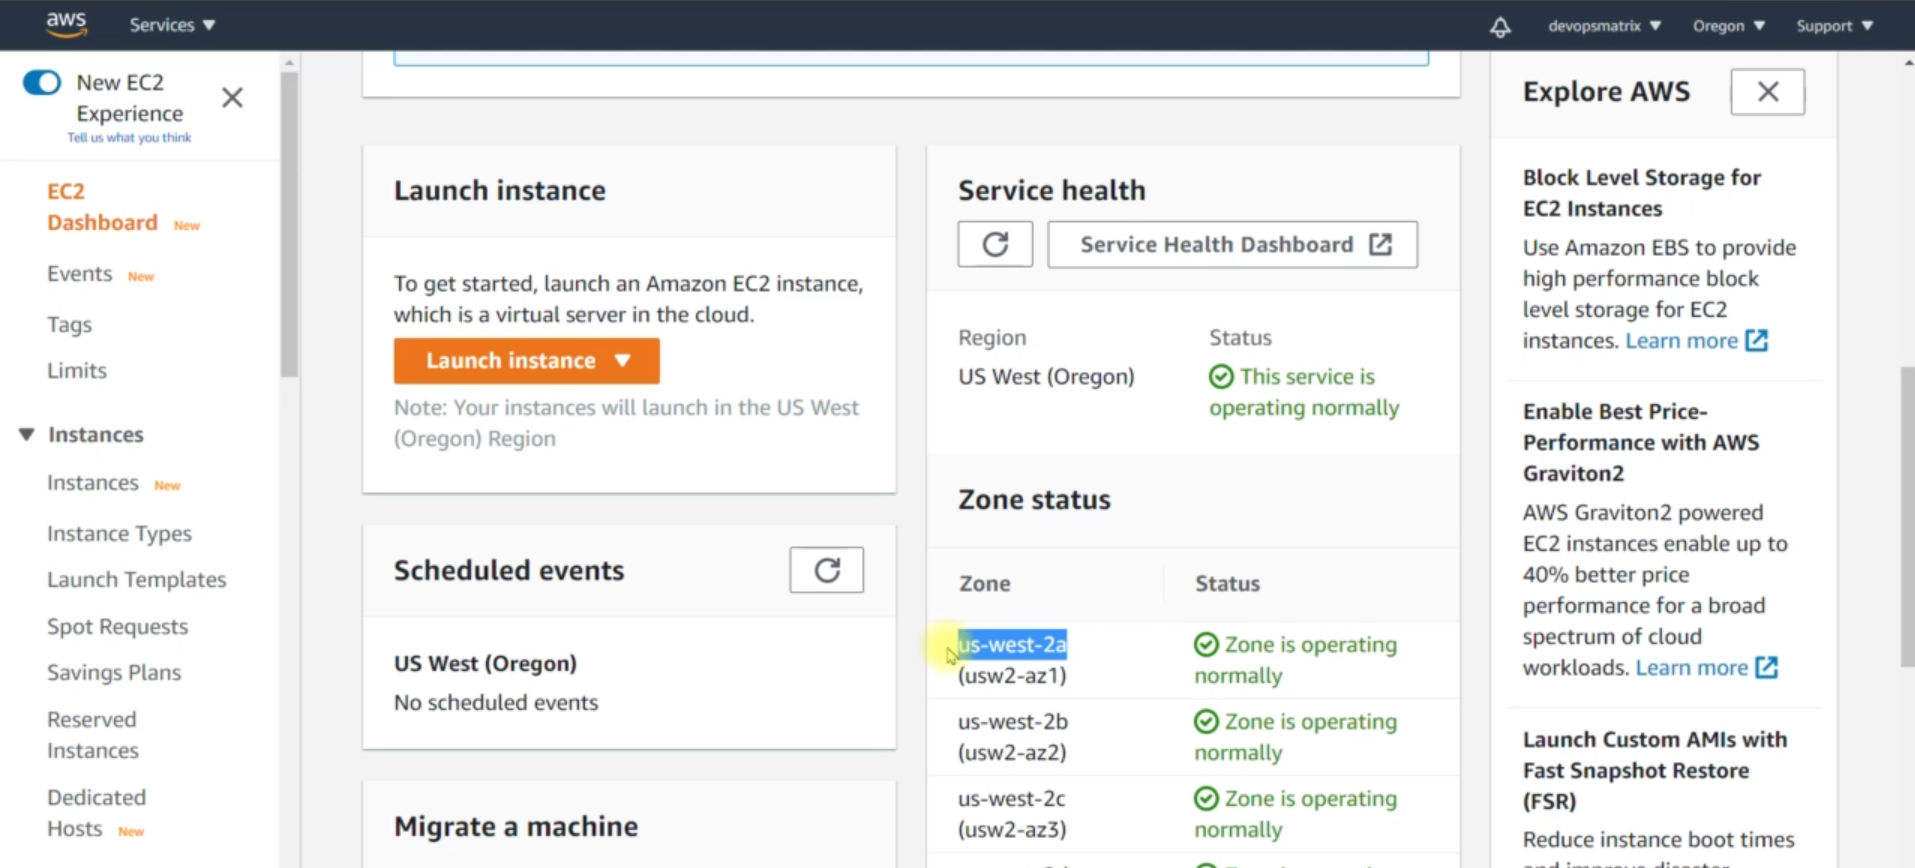 aws
Services
devopsmatrix
Oregon
Support
New EC2
Experience
Tell us what you think
EC2
Dashboard New
Events New
Tags
Limits
Instances
Instances New
Instance Types
Launch Templates
Spot Requests
Savings Plans
Reserved
Instances
Dedicated
Hosts New
Launch instance
To get started, launch an Amazon EC2 instance,
which is a virtual server in the cloud.
Launch instance
Note: Your instances will launch in the US West
(Oregon) Region
Scheduled events
US West (Oregon)
No scheduled events
Migrate a machine
Service health
Service Health Dashboard
Region
Status
US West (Oregon)
This service is
operating normally
Zone status
Zone
Status
us-west-2a
(usw2-az1)
Zone is operating
normally
us-west-2b
(usw2-az2)
Zone is operating
normally
us-west-2c
(usw2-az3)
Zone is operating
normally
Explore AWS
Block Level Storage for
EC2 Instances
Use Amazon EBS to provide
high performance block
level storage for EC2
instances. Learn more
Enable Best Price-
Performance with AWS
Graviton2
AWS Graviton2 powered
EC2 instances enable up to
40% better price
performance for a broad
spectrum of cloud
workloads. Learn more
Launch Custom AMIs with
Fast Snapshot Restore
(FSR)
Reduce instance boot times